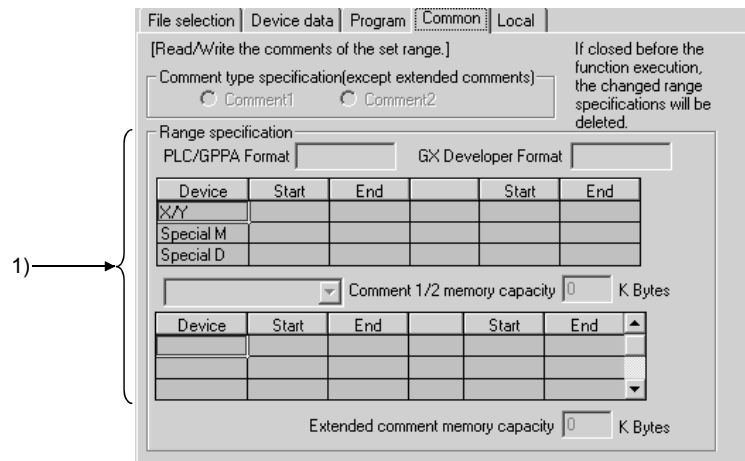 File selection Device data Program Common Local
[Read/Write the comments of the set range.]
If closed before the
function execution,
the changed range
specifications will be
deleted.
Comment type specification(except extended comments)
Comment1 Comment2
Range specification
PLC/GPPA Format GX Developer Format
Device Start End Start End
X/Y
Special M
Special D
1)
Comment 1/2 memory capacity 0 K Bytes
Device Start End Start End
Extended comment memory capacity 0 K Bytes